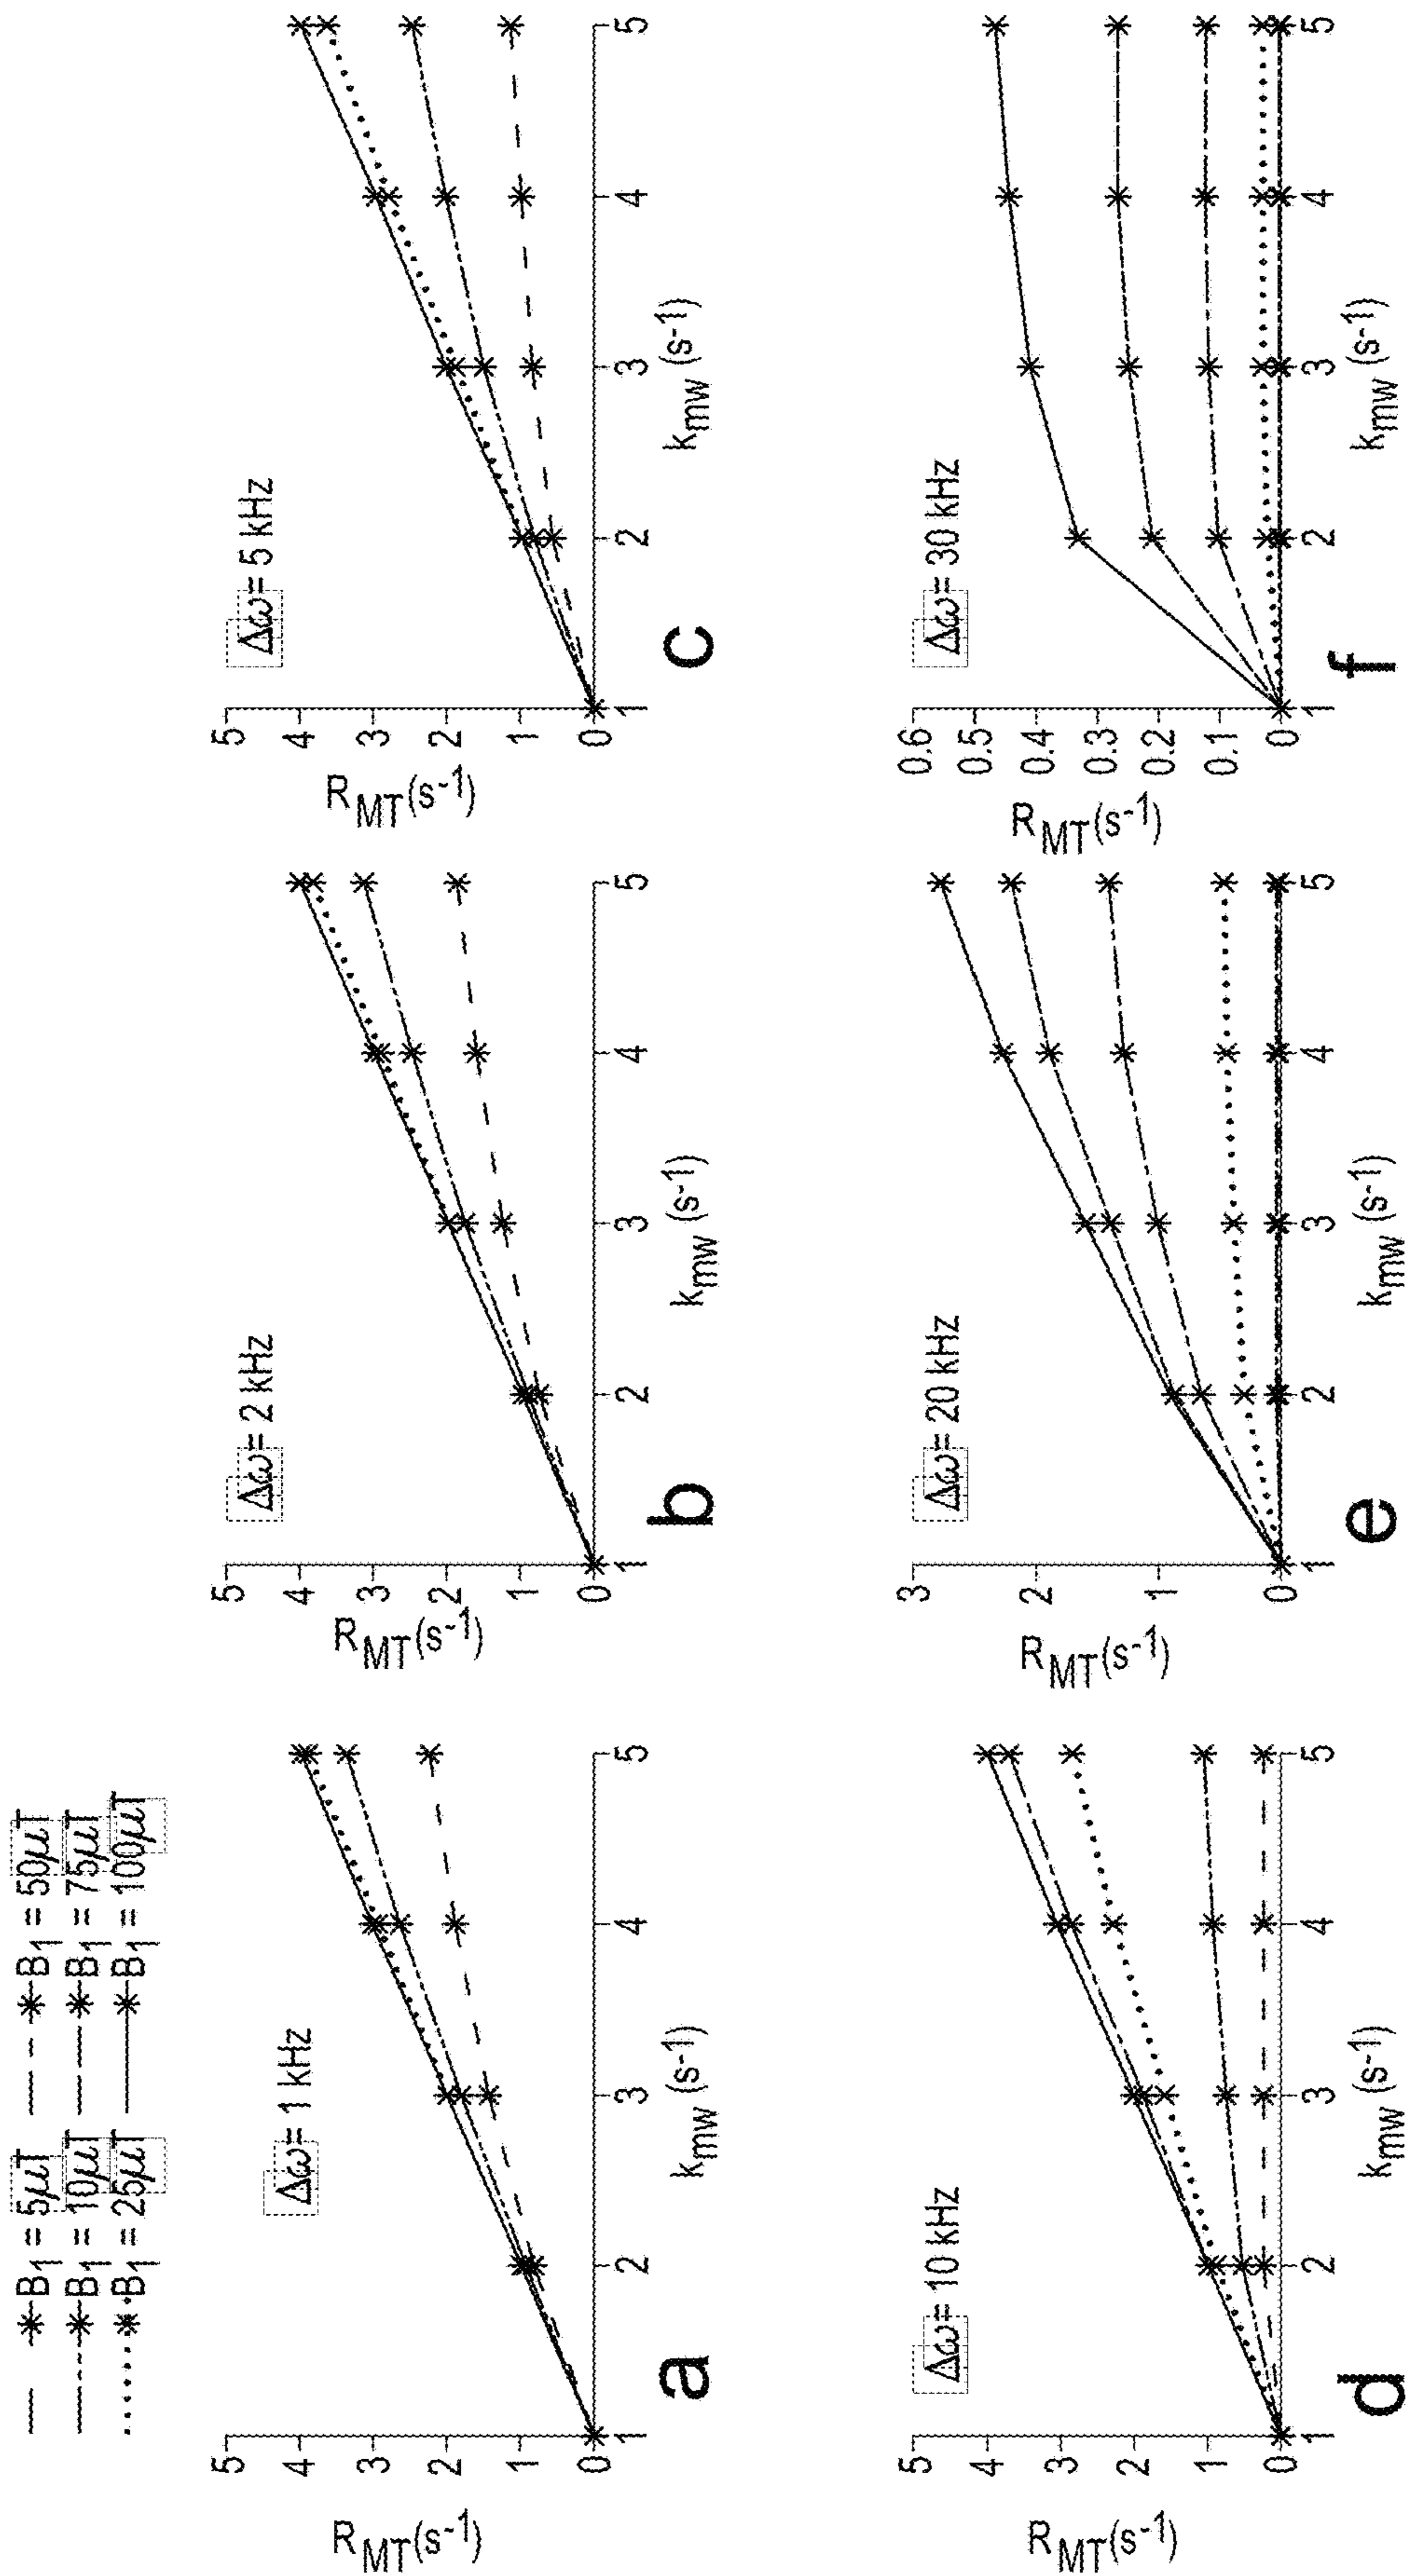 B1 = 5μT B1 = 50μT
B1 = 10μT B1 = 75μT
B1 = 25μT B1 = 100μT
Δω= 1 kHz
RMT(s-1)
5
4
3
2
1
0
1 2 3 4 5
kmw (s-1)
a
Δω= 2 kHz
RMT(s-1)
5
4
3
2
1
0
1 2 3 4 5
kmw (s-1)
b
Δω= 5 kHz
RMT(s-1)
5
4
3
2
1
0
1 2 3 4 5
kmw (s-1)
c
Δω= 10 kHz
RMT(s-1)
5
4
3
2
1
0
1 2 3 4 5
kmw (s-1)
d
Δω= 20 kHz
RMT(s-1)
3
2
1
0
1 2 3 4 5
kmw (s-1)
e
Δω= 30 kHz
RMT(s-1)
0.6
0.5
0.4
0.3
0.2
0.1
0
1 2 3 4 5
kmw (s-1)
f